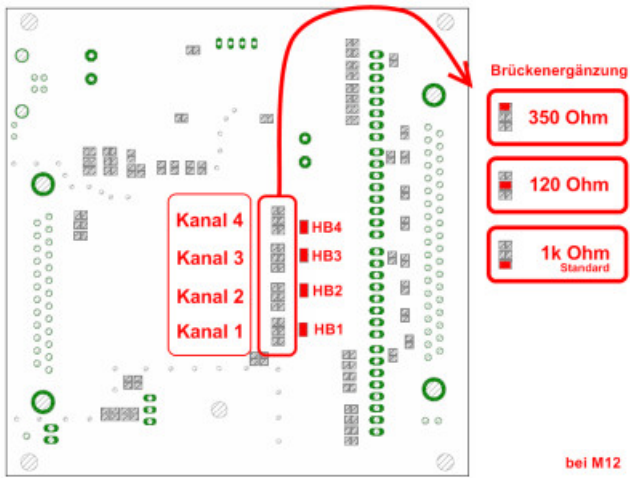 Brückenergänzung
350 Ohm
120 Ohm
1k Ohm
Standard
Kanal 4
HB4
Kanal 3
HB3
Kanal 2
HB2
Kanal 1
HB1
bei M12